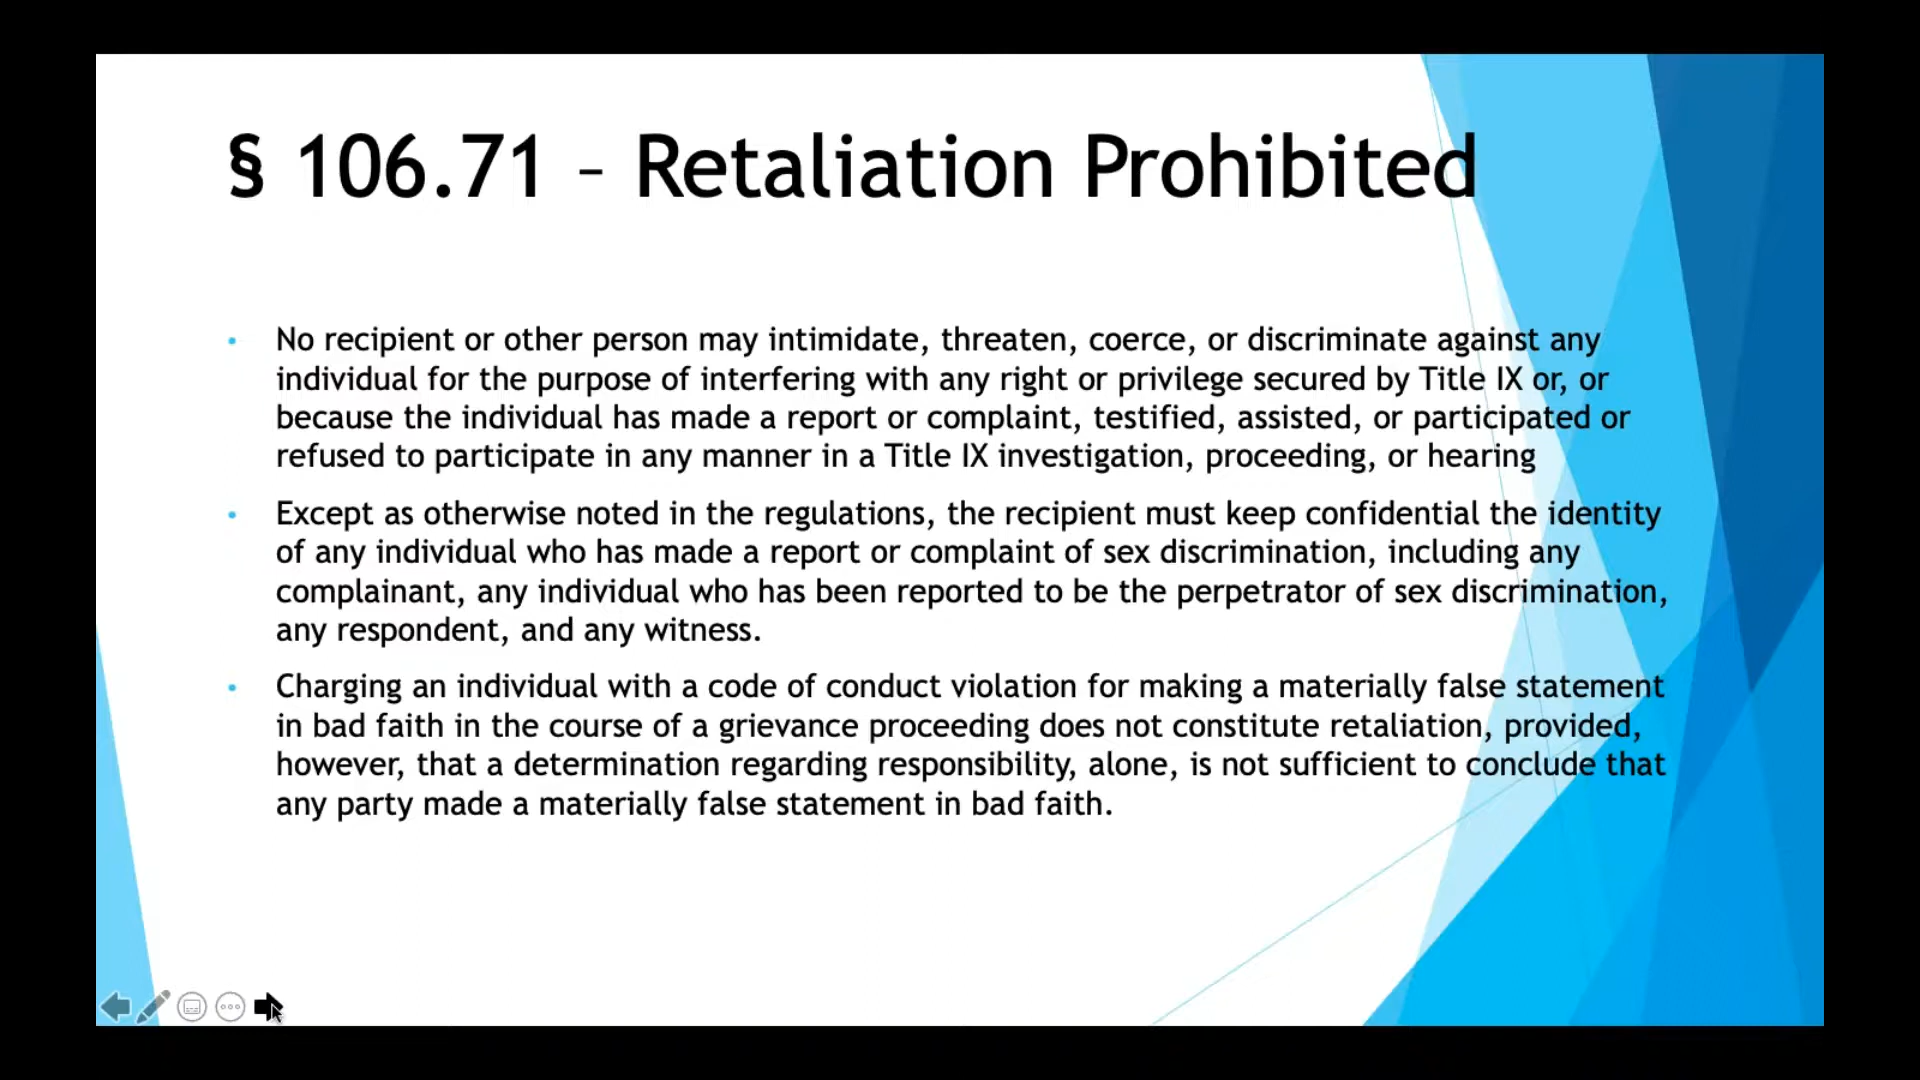 § 106.71 – Retaliation Prohibited
• No recipient or other person may intimidate, threaten, coerce, or discriminate against any
individual for the purpose of interfering with any right or privilege secured by Title IX or, or
because the individual has made a report or complaint, testified, assisted, or participated or
refused to participate in any manner in a Title IX investigation, proceeding, or hearing
• Except as otherwise noted in the regulations, the recipient must keep confidential the identity
of any individual who has made a report or complaint of sex discrimination, including any
complainant, any individual who has been reported to be the perpetrator of sex discrimination,
any respondent, and any witness.
• Charging an individual with a code of conduct violation for making a materially false statement
in bad faith in the course of a grievance proceeding does not constitute retaliation, provided,
however, that a determination regarding responsibility, alone, is not sufficient to conclude that
any party made a materially false statement in bad faith.